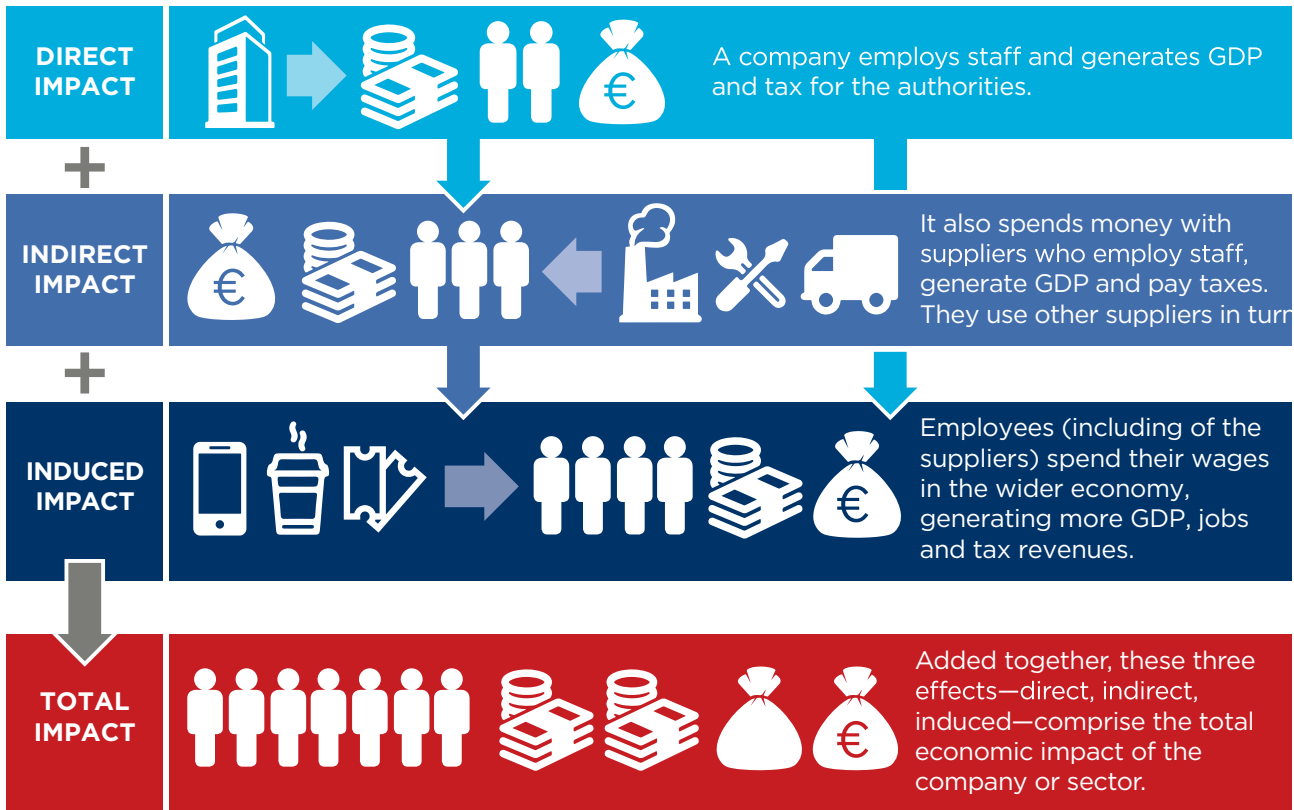 DIRECT
IMPACT
€
A company employs staff and generates GDP
and tax for the authorities.
+
INDIRECT
IMPACT
€
It also spends money with
suppliers who employ staff,
generate GDP and pay taxes.
They use other suppliers in turn
+
INDUCED
IMPACT
€
Employees (including of the
suppliers) spend their wages
in the wider economy,
generating more GDP, jobs
and tax revenues.
TOTAL
IMPACT
€
Added together, these three
effects—direct, indirect,
induced—comprise the total
economic impact of the
company or sector.